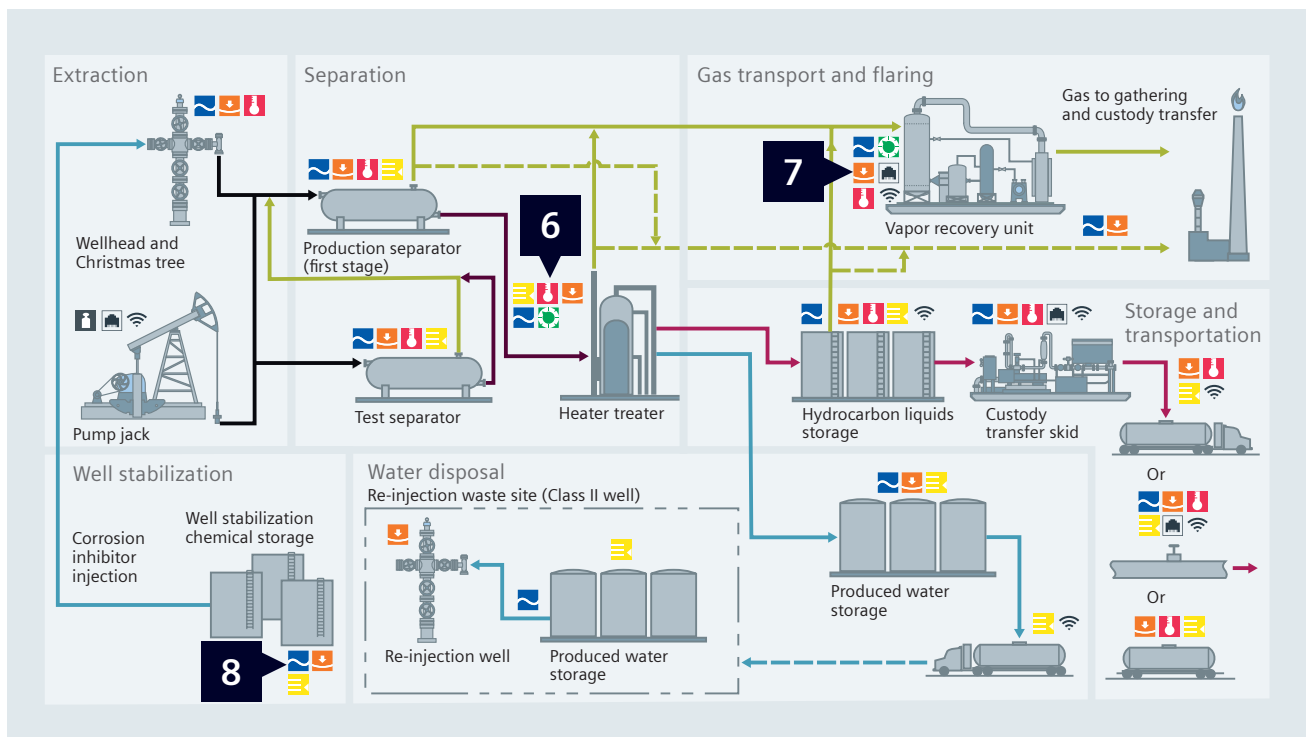 Extraction
Separation
Gas transport and flaring
Gas to gathering
and custody transfer
7
6
Wellhead and
Christmas tree
Production separator
(first stage)
Vapor recovery unit
Storage and
transportation
Pump jack
Test separator
Heater treater
Hydrocarbon liquids
storage
Custody
transfer skid
Or
Or
Well stabilization
Well stabilization
chemical storage
Corrosion
inhibitor
injection
8
Water disposal
Re-injection waste site (Class II well)
Re-injection well
Produced water
storage
Produced water
storage